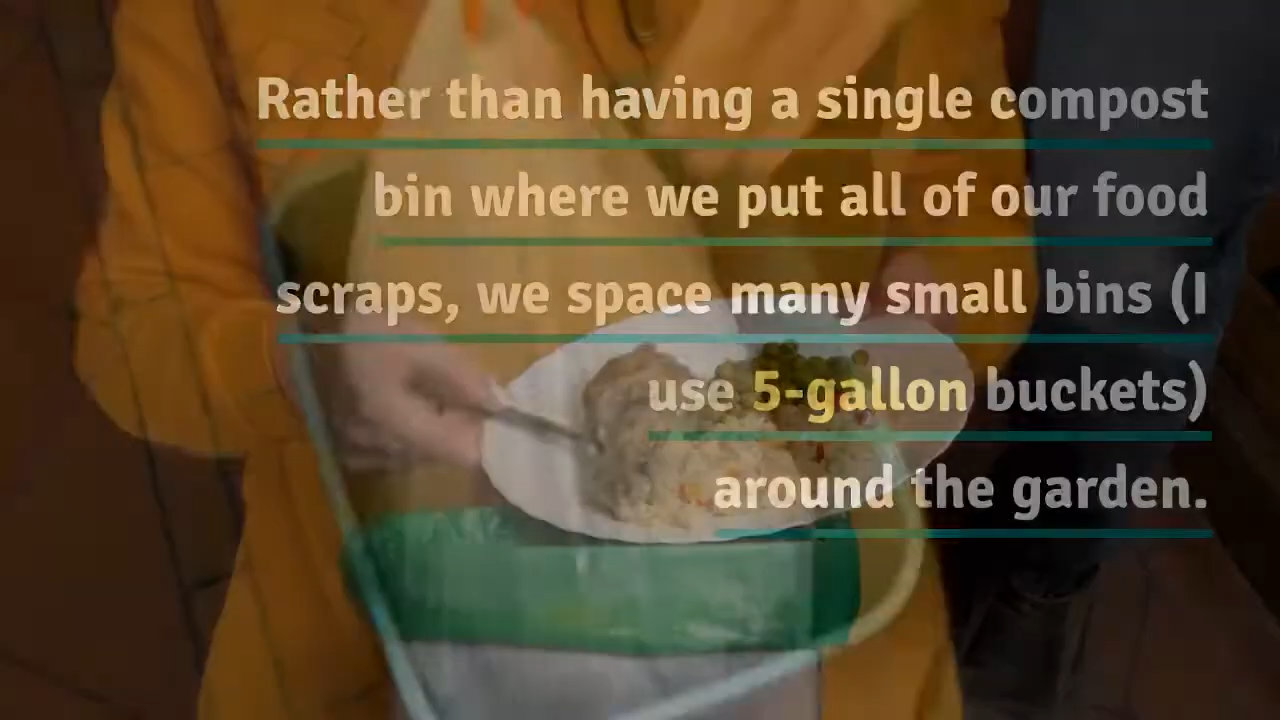 Rather than having a single compost
bin where we put all of our food
scraps, we space many small bins (I
use 5-gallon buckets)
around the garden.